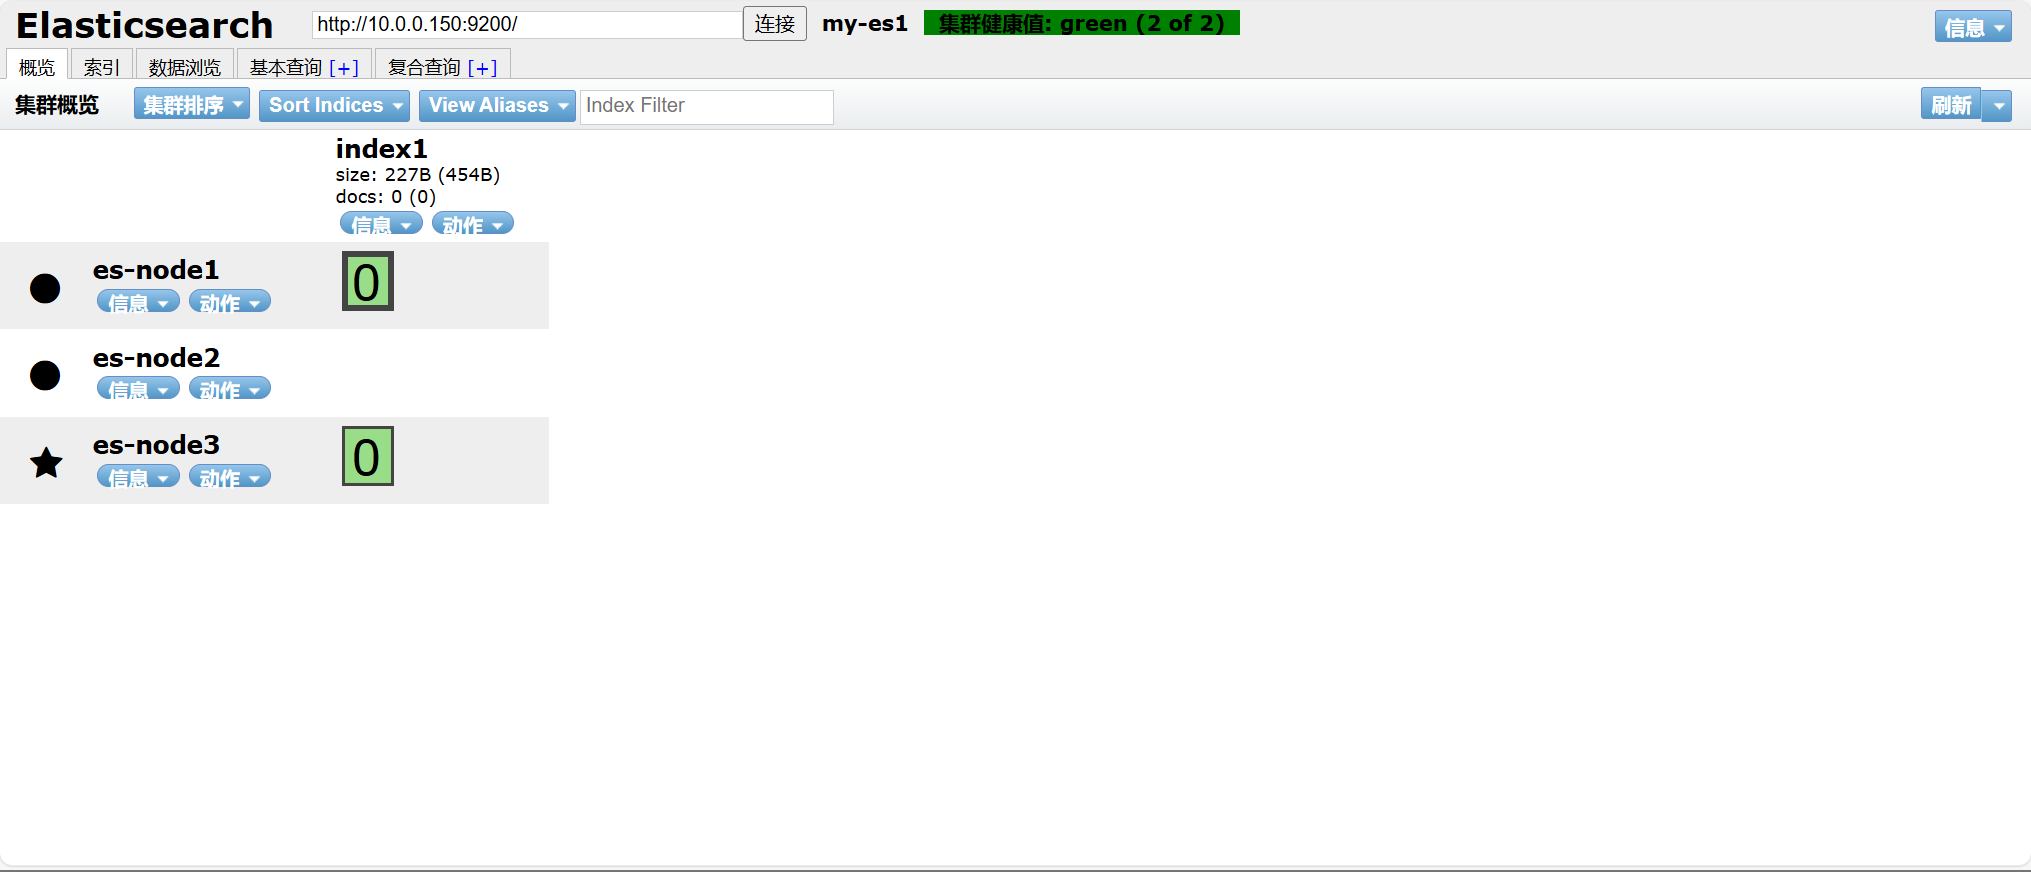 Elasticsearch http://10.0.0.150:9200/ 连接 my-es1 集群健康值: green (2 of 2) 信息
概览 索引 数据浏览 基本查询 [+] 复合查询 [+]
集群概览 集群排序 Sort Indices View Aliases Index Filter 刷新
index1
size: 227B (454B)
docs: 0 (0)
信息 动作
es-node1 0
信息 动作
es-node2
信息 动作
es-node3 0
信息 动作